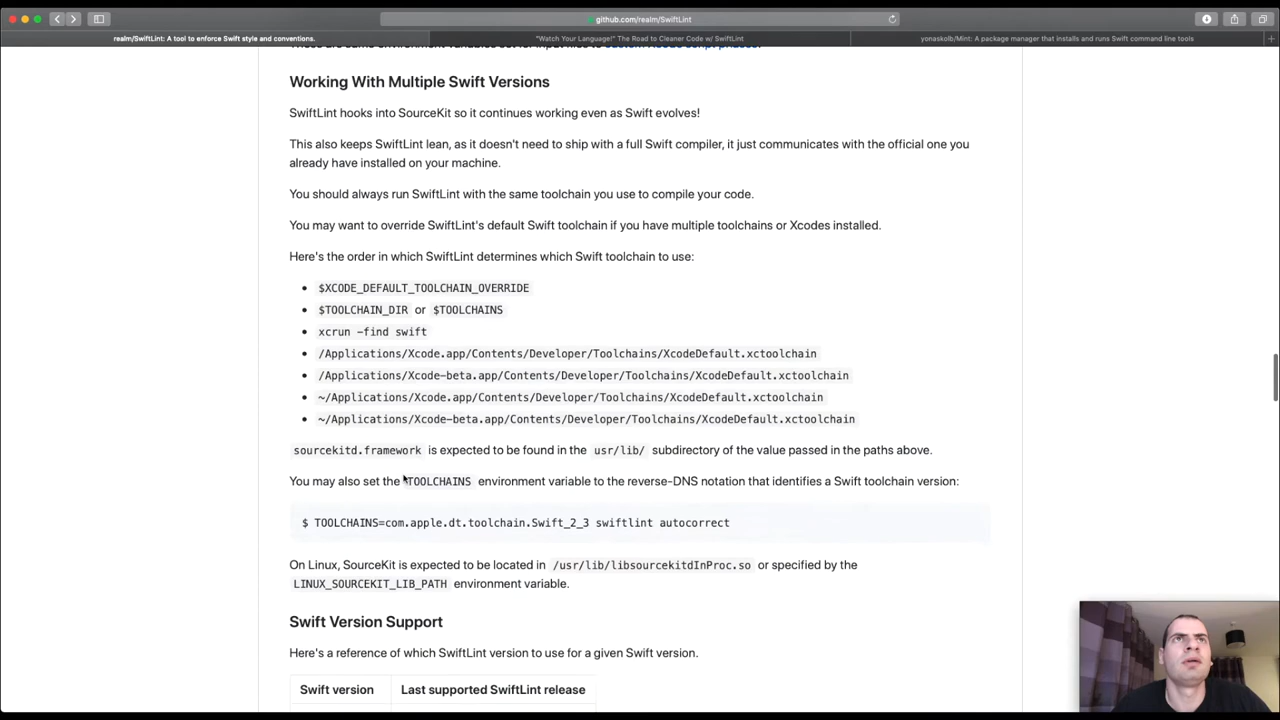 github.com/realm/SwiftLint
realm/SwiftLint: A tool to enforce Swift style and conventions.
"Watch Your Language!" The Road to Cleaner Code w/ SwiftLint
yonaskolb/Mint: A package manager that installs and runs Swift command line tools
Working With Multiple Swift Versions
SwiftLint hooks into SourceKit so it continues working even as Swift evolves!
This also keeps SwiftLint lean, as it doesn't need to ship with a full Swift compiler, it just communicates with the official one you
already have installed on your machine.
You should always run SwiftLint with the same toolchain you use to compile your code.
You may want to override SwiftLint's default Swift toolchain if you have multiple toolchains or Xcodes installed.
Here's the order in which SwiftLint determines which Swift toolchain to use:
• $XCODE_DEFAULT_TOOLCHAIN_OVERRIDE
• $TOOLCHAIN_DIR or $TOOLCHAINS
• xcrun -find swift
• /Applications/Xcode.app/Contents/Developer/Toolchains/XcodeDefault.xctoolchain
• /Applications/Xcode-beta.app/Contents/Developer/Toolchains/XcodeDefault.xctoolchain
• ~/Applications/Xcode.app/Contents/Developer/Toolchains/XcodeDefault.xctoolchain
• ~/Applications/Xcode-beta.app/Contents/Developer/Toolchains/XcodeDefault.xctoolchain
sourcekitd.framework is expected to be found in the usr/lib/ subdirectory of the value passed in the paths above.
You may also set the TOOLCHAINS environment variable to the reverse-DNS notation that identifies a Swift toolchain version:
$ TOOLCHAINS=com.apple.dt.toolchain.Swift_2_3 swiftlint autocorrect
On Linux, SourceKit is expected to be located in /usr/lib/libsourcekitdInProc.so or specified by the
LINUX_SOURCEKIT_LIB_PATH environment variable.
Swift Version Support
Here's a reference of which SwiftLint version to use for a given Swift version.
Swift version Last supported SwiftLint release